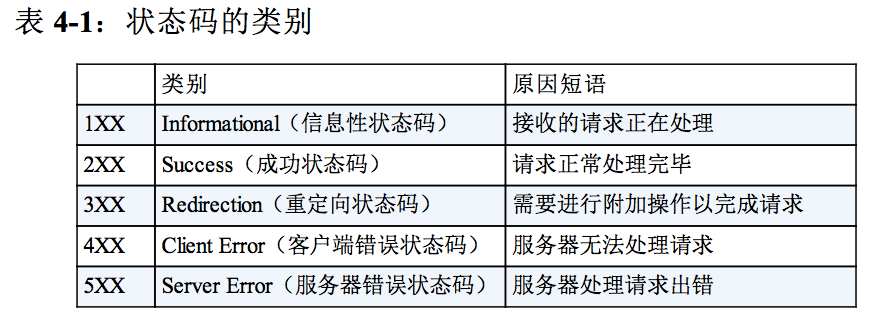 表 4-1：状态码的类别
类别 原因短语
1XX Informational（信息性状态码） 接收的请求正在处理
2XX Success（成功状态码） 请求正常处理完毕
3XX Redirection（重定向状态码） 需要进行附加操作以完成请求
4XX Client Error（客户端错误状态码） 服务器无法处理请求
5XX Server Error（服务器错误状态码） 服务器处理请求出错